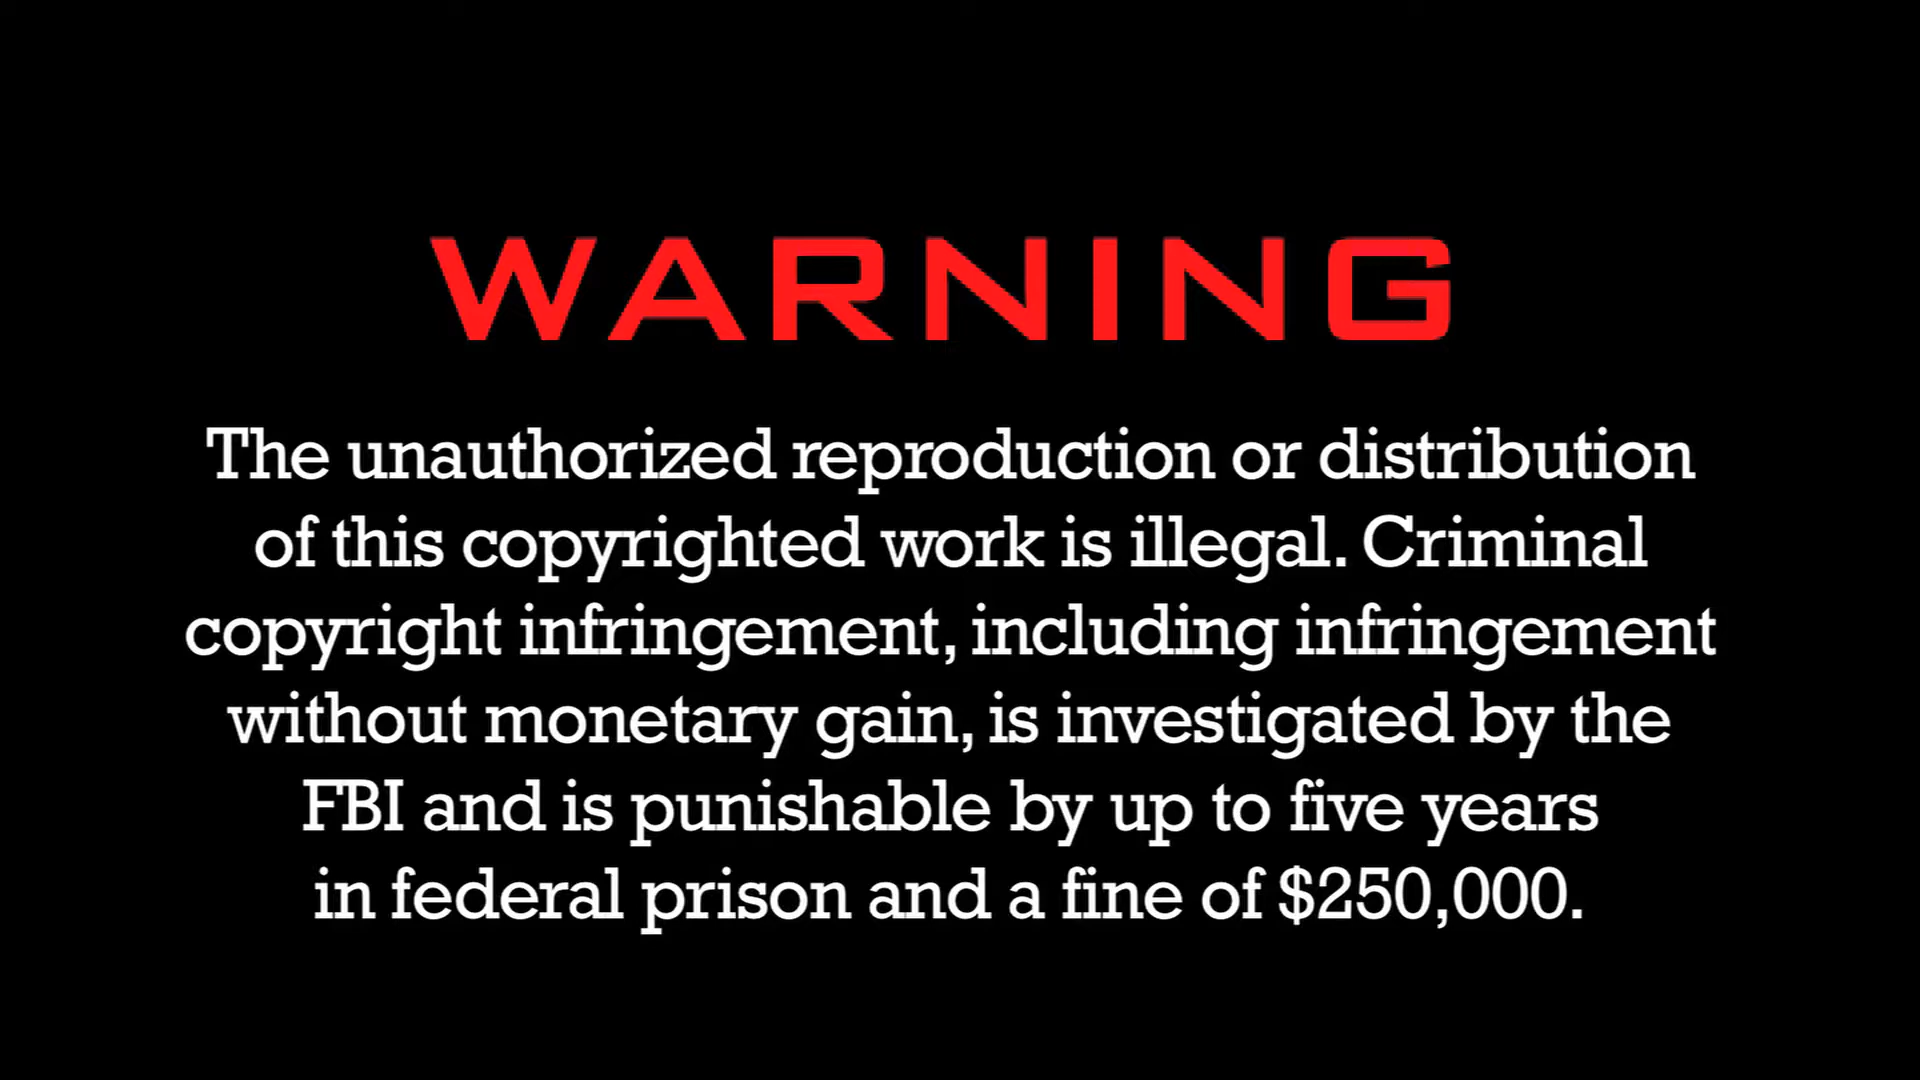 WARNING
The unauthorized reproduction or distribution
of this copyrighted work is illegal. Criminal
copyright infringement, including infringement
without monetary gain, is investigated by the
FBI and is punishable by up to five years
in federal prison and a fine of $250,000.